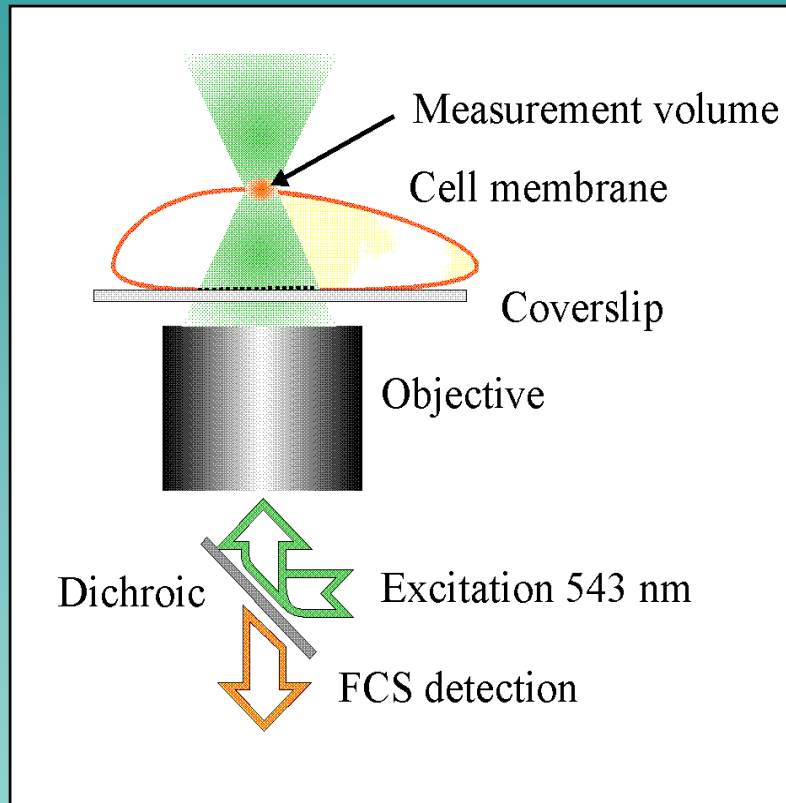 Measurement volume
Cell membrane
Coverslip
Objective
Dichroic
Excitation 543 nm
FCS detection